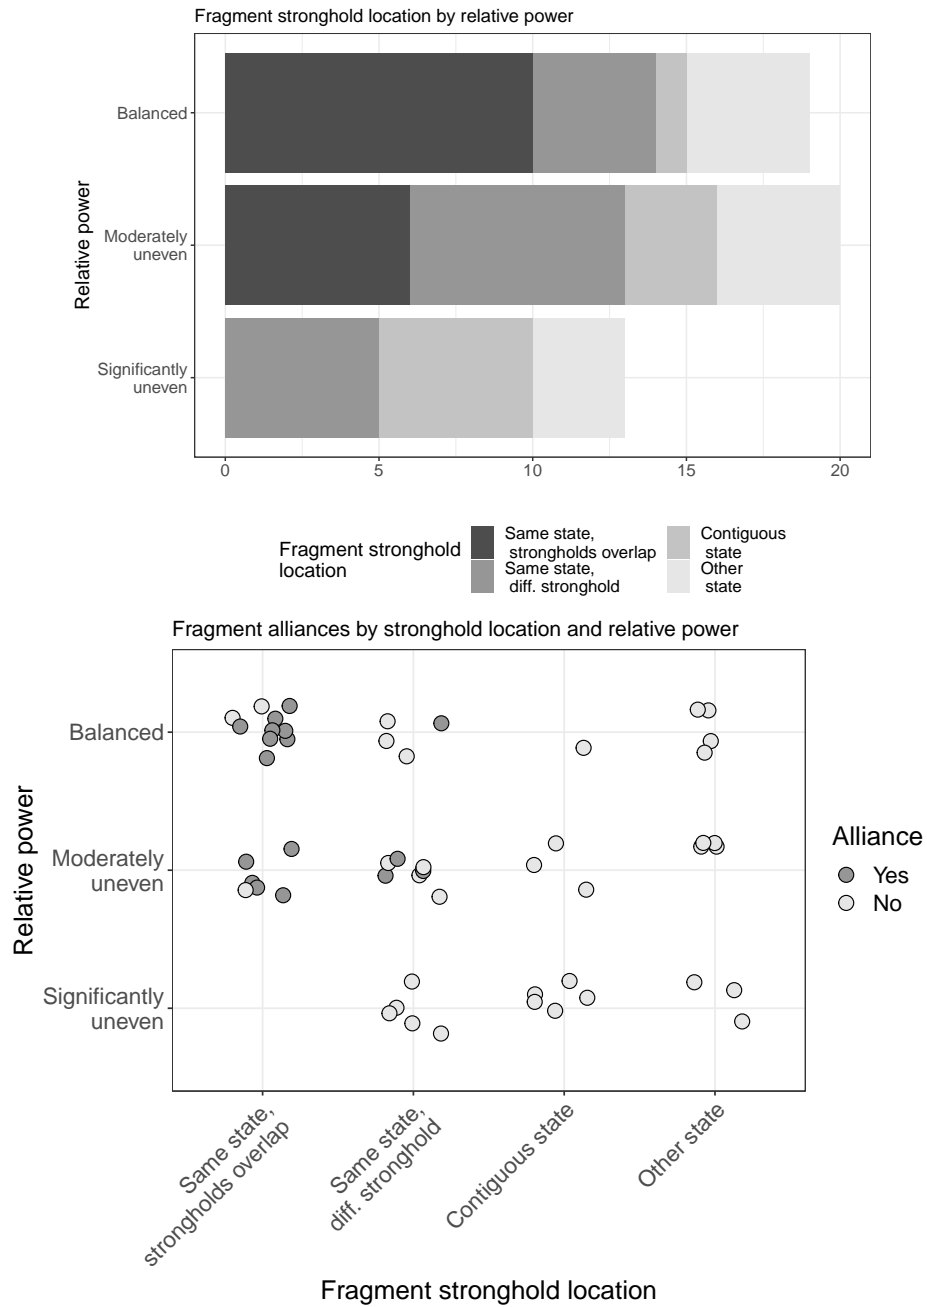 Fragment stronghold location by relative power
Relative power
Balanced
Moderately
uneven
Significantly
uneven
0
5
10
15
20
Fragment stronghold
location
Same state,
strongholds overlap
Same state,
diff. stronghold
Contiguous
state
Other
state
Fragment alliances by stronghold location and relative power
Relative power
Balanced
Moderately
uneven
Significantly
uneven
Alliance
Yes
No
Same state,
strongholds overlap
Same state,
diff. stronghold
Contiguous state
Other state
Fragment stronghold location